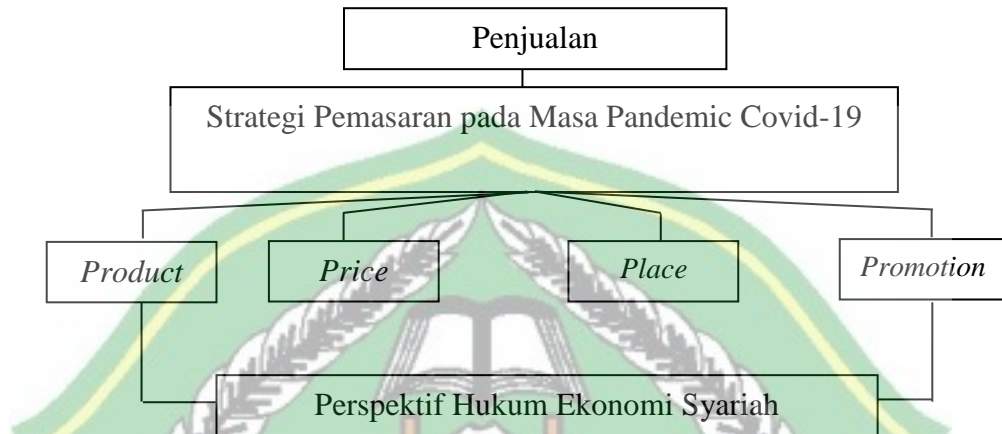 Penjualan
Strategi Pemasaran pada Masa Pandemic Covid-19
Product Price Place Promotion
Perspektif Hukum Ekonomi Syariah